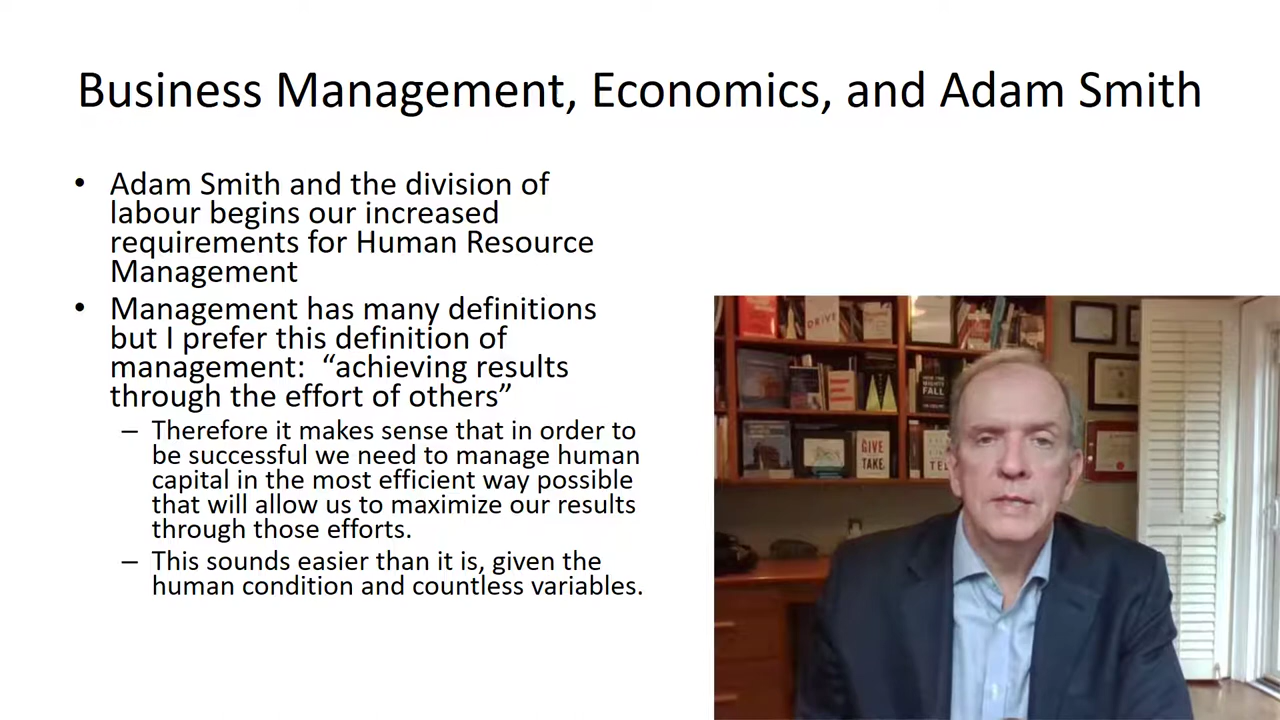 Business Management, Economics, and Adam Smith
• Adam Smith and the division of
labour begins our increased
requirements for Human Resource
Management
• Management has many definitions
but I prefer this definition of
management: “achieving results
through the effort of others”
– Therefore it makes sense that in order to
be successful we need to manage human
capital in the most efficient way possible
that will allow us to maximize our results
through those efforts.
– This sounds easier than it is, given the
human condition and countless variables.
DRIVE
FALL
GIVE
TAKE